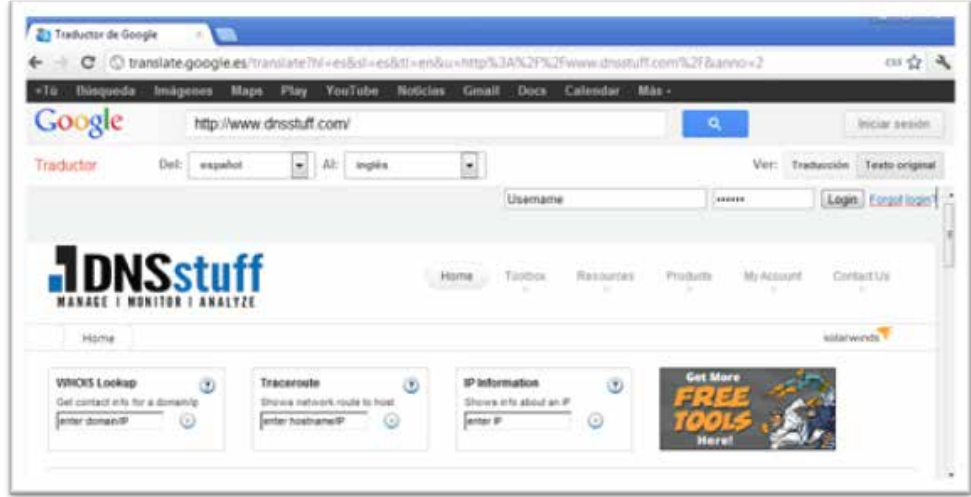 Traductor de Google
translate.google.es/translate?hl=es&sl=es&tl=en&u=http%3A%2F%2Fwww.dnsstuff.com%2F&anno=2
+Tú Búsqueda Imágenes Maps Play YouTube Noticias Gmail Docs Calendar Más
Google http://www.dnsstuff.com/ Iniciar sesión
Traductor Del: español Al: inglés Ver: Traducción Texto original
Username Login Forgot login?
DNSstuff
MANAGE | MONITOR | ANALYZE
Home Toolbox Resources Products My Account Contact Us
Home solarwinds
WHOIS Lookup
Get contact info for a domain/ip
enter domain/IP
Traceroute
Shows network route to host
enter hostname/IP
IP Information
Shows info about an IP
enter IP
Get More
FREE
TOOLS
Here!